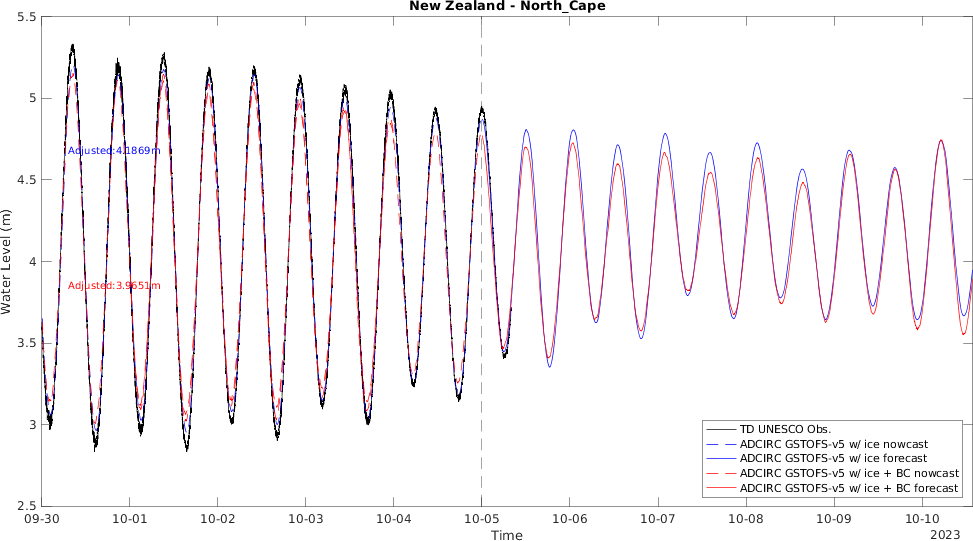 New Zealand - North_Cape
5.5
5
4.5
4
3.5
3
2.5
Water Level (m)
Adjusted:4.1869m
Adjusted:3.9651m
TD UNESCO Obs.
ADCIRC GSTOFS-v5 w/ ice nowcast
ADCIRC GSTOFS-v5 w/ ice forecast
ADCIRC GSTOFS-v5 w/ ice + BC nowcast
ADCIRC GSTOFS-v5 w/ ice + BC forecast
09-30 10-01 10-02 10-03 10-04 10-05 10-06 10-07 10-08 10-09 10-10
Time
2023